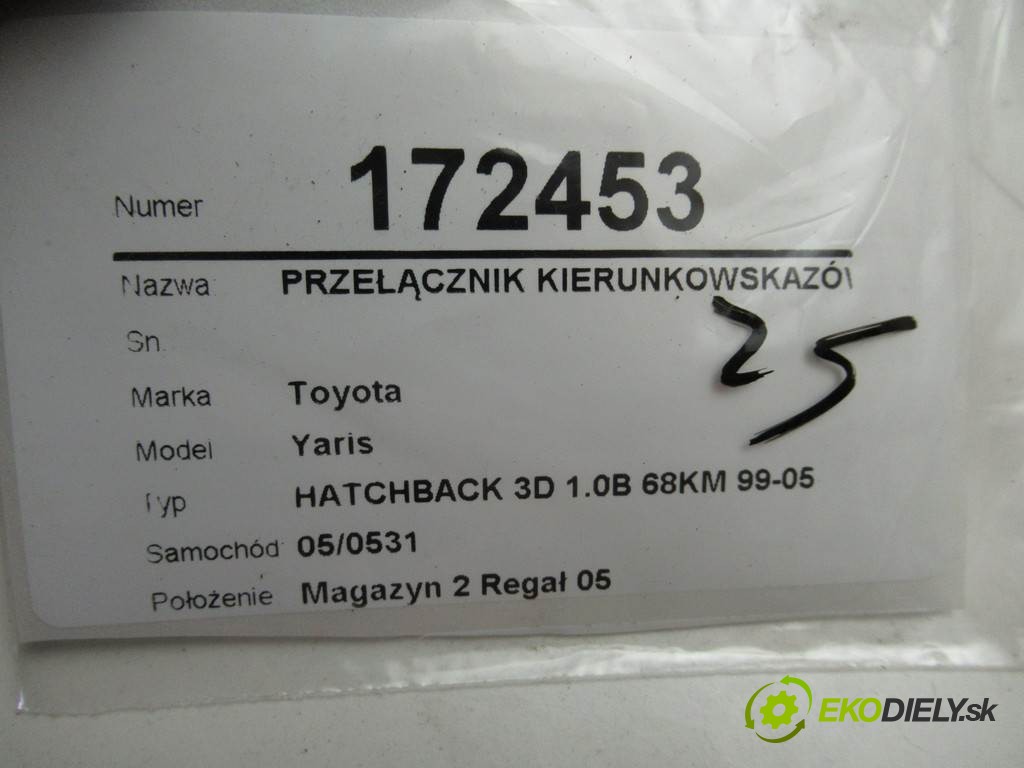 Numer 172453
Nazwa PRZEŁĄCZNIK KIERUNKOWSKAZÓW
25
Sn.
Marka Toyota
Model Yaris
Typ HATCHBACK 3D 1.0B 68KM 99-05
Samochód 05/0531
Położenie Magazyn 2 Regał 05
EKODIELY.sk